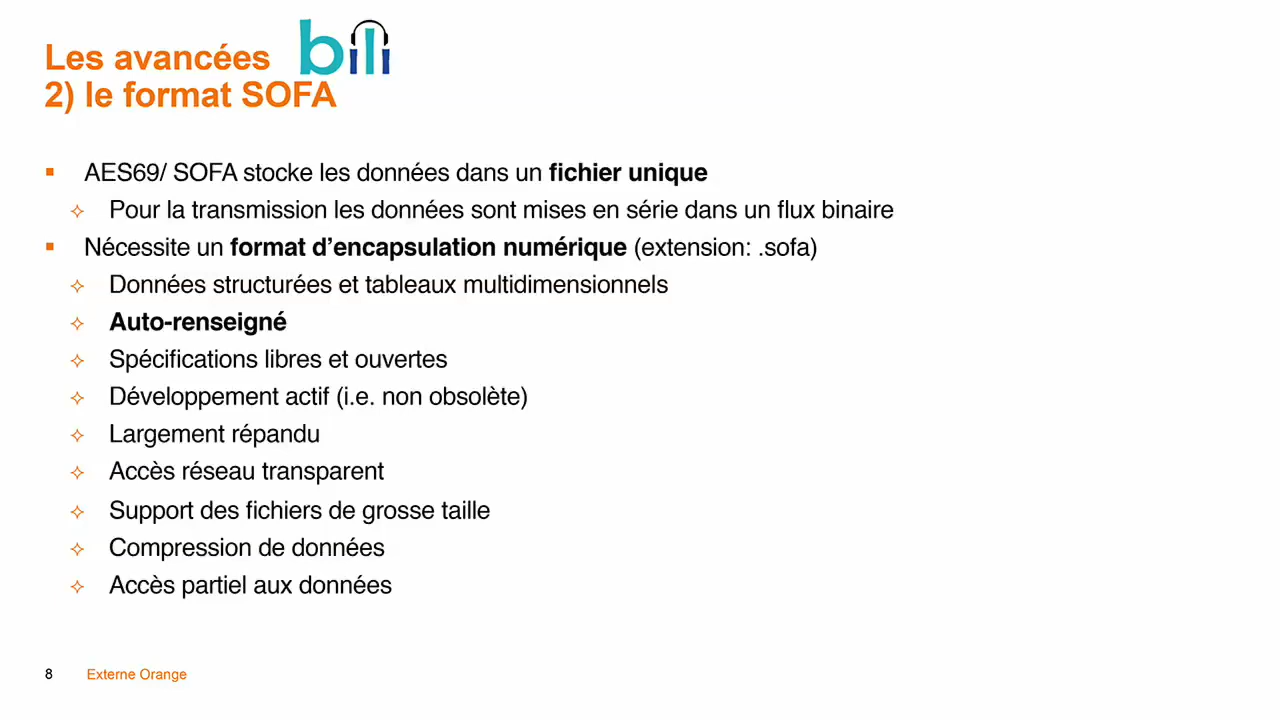 Les avancées
bili
2) le format SOFA
AES69/ SOFA stocke les données dans un fichier unique
Pour la transmission les données sont mises en série dans un flux binaire
Nécessite un format d’encapsulation numérique (extension: .sofa)
Données structurées et tableaux multidimensionnels
Auto-renseigné
Spécifications libres et ouvertes
Développement actif (i.e. non obsolète)
Largement répandu
Accès réseau transparent
Support des fichiers de grosse taille
Compression de données
Accès partiel aux données
8 Externe Orange